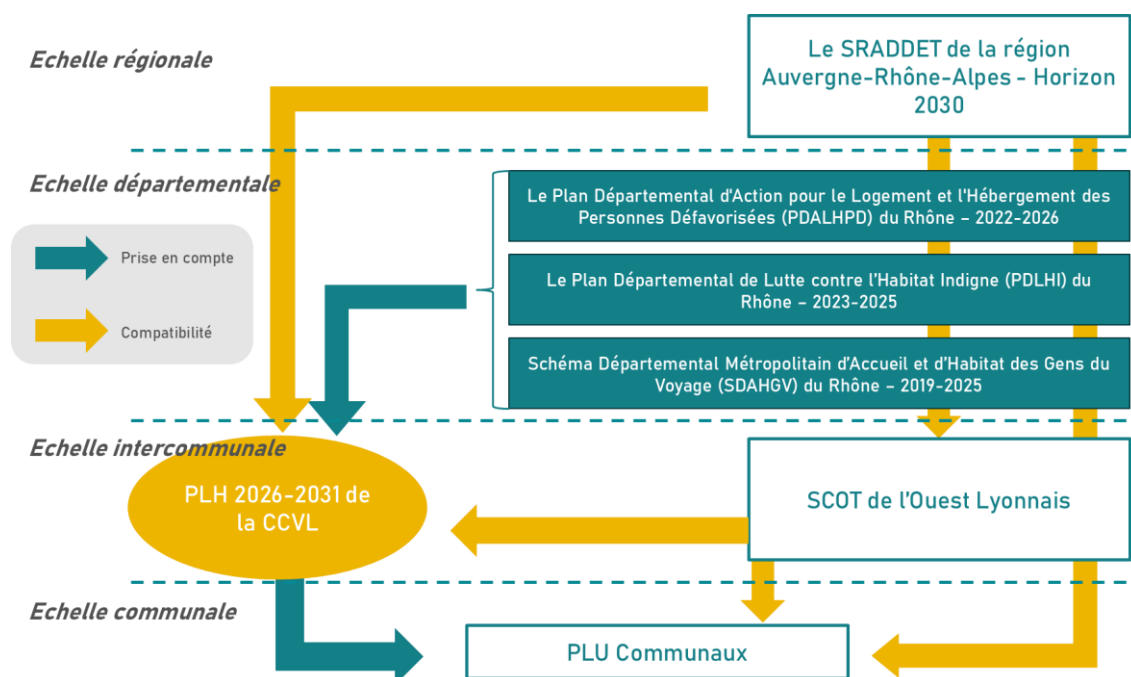 Echelle régionale
Le SRADDET de la région
Auvergne-Rhône-Alpes - Horizon
2030
Echelle départementale
Le Plan Départemental d'Action pour le Logement et l'Hébergement des
Personnes Défavorisées (PDALHPD) du Rhône – 2022-2026
Prise en compte
Compatibilité
Le Plan Départemental de Lutte contre l'Habitat Indigne (PDLHI) du
Rhône – 2023-2025
Schéma Départemental Métropolitain d'Accueil et d'Habitat des Gens du
Voyage (SDAHGV) du Rhône – 2019-2025
Echelle intercommunale
PLH 2026-2031 de
la CCVL
SCOT de l'Ouest Lyonnais
Echelle communale
PLU Communaux